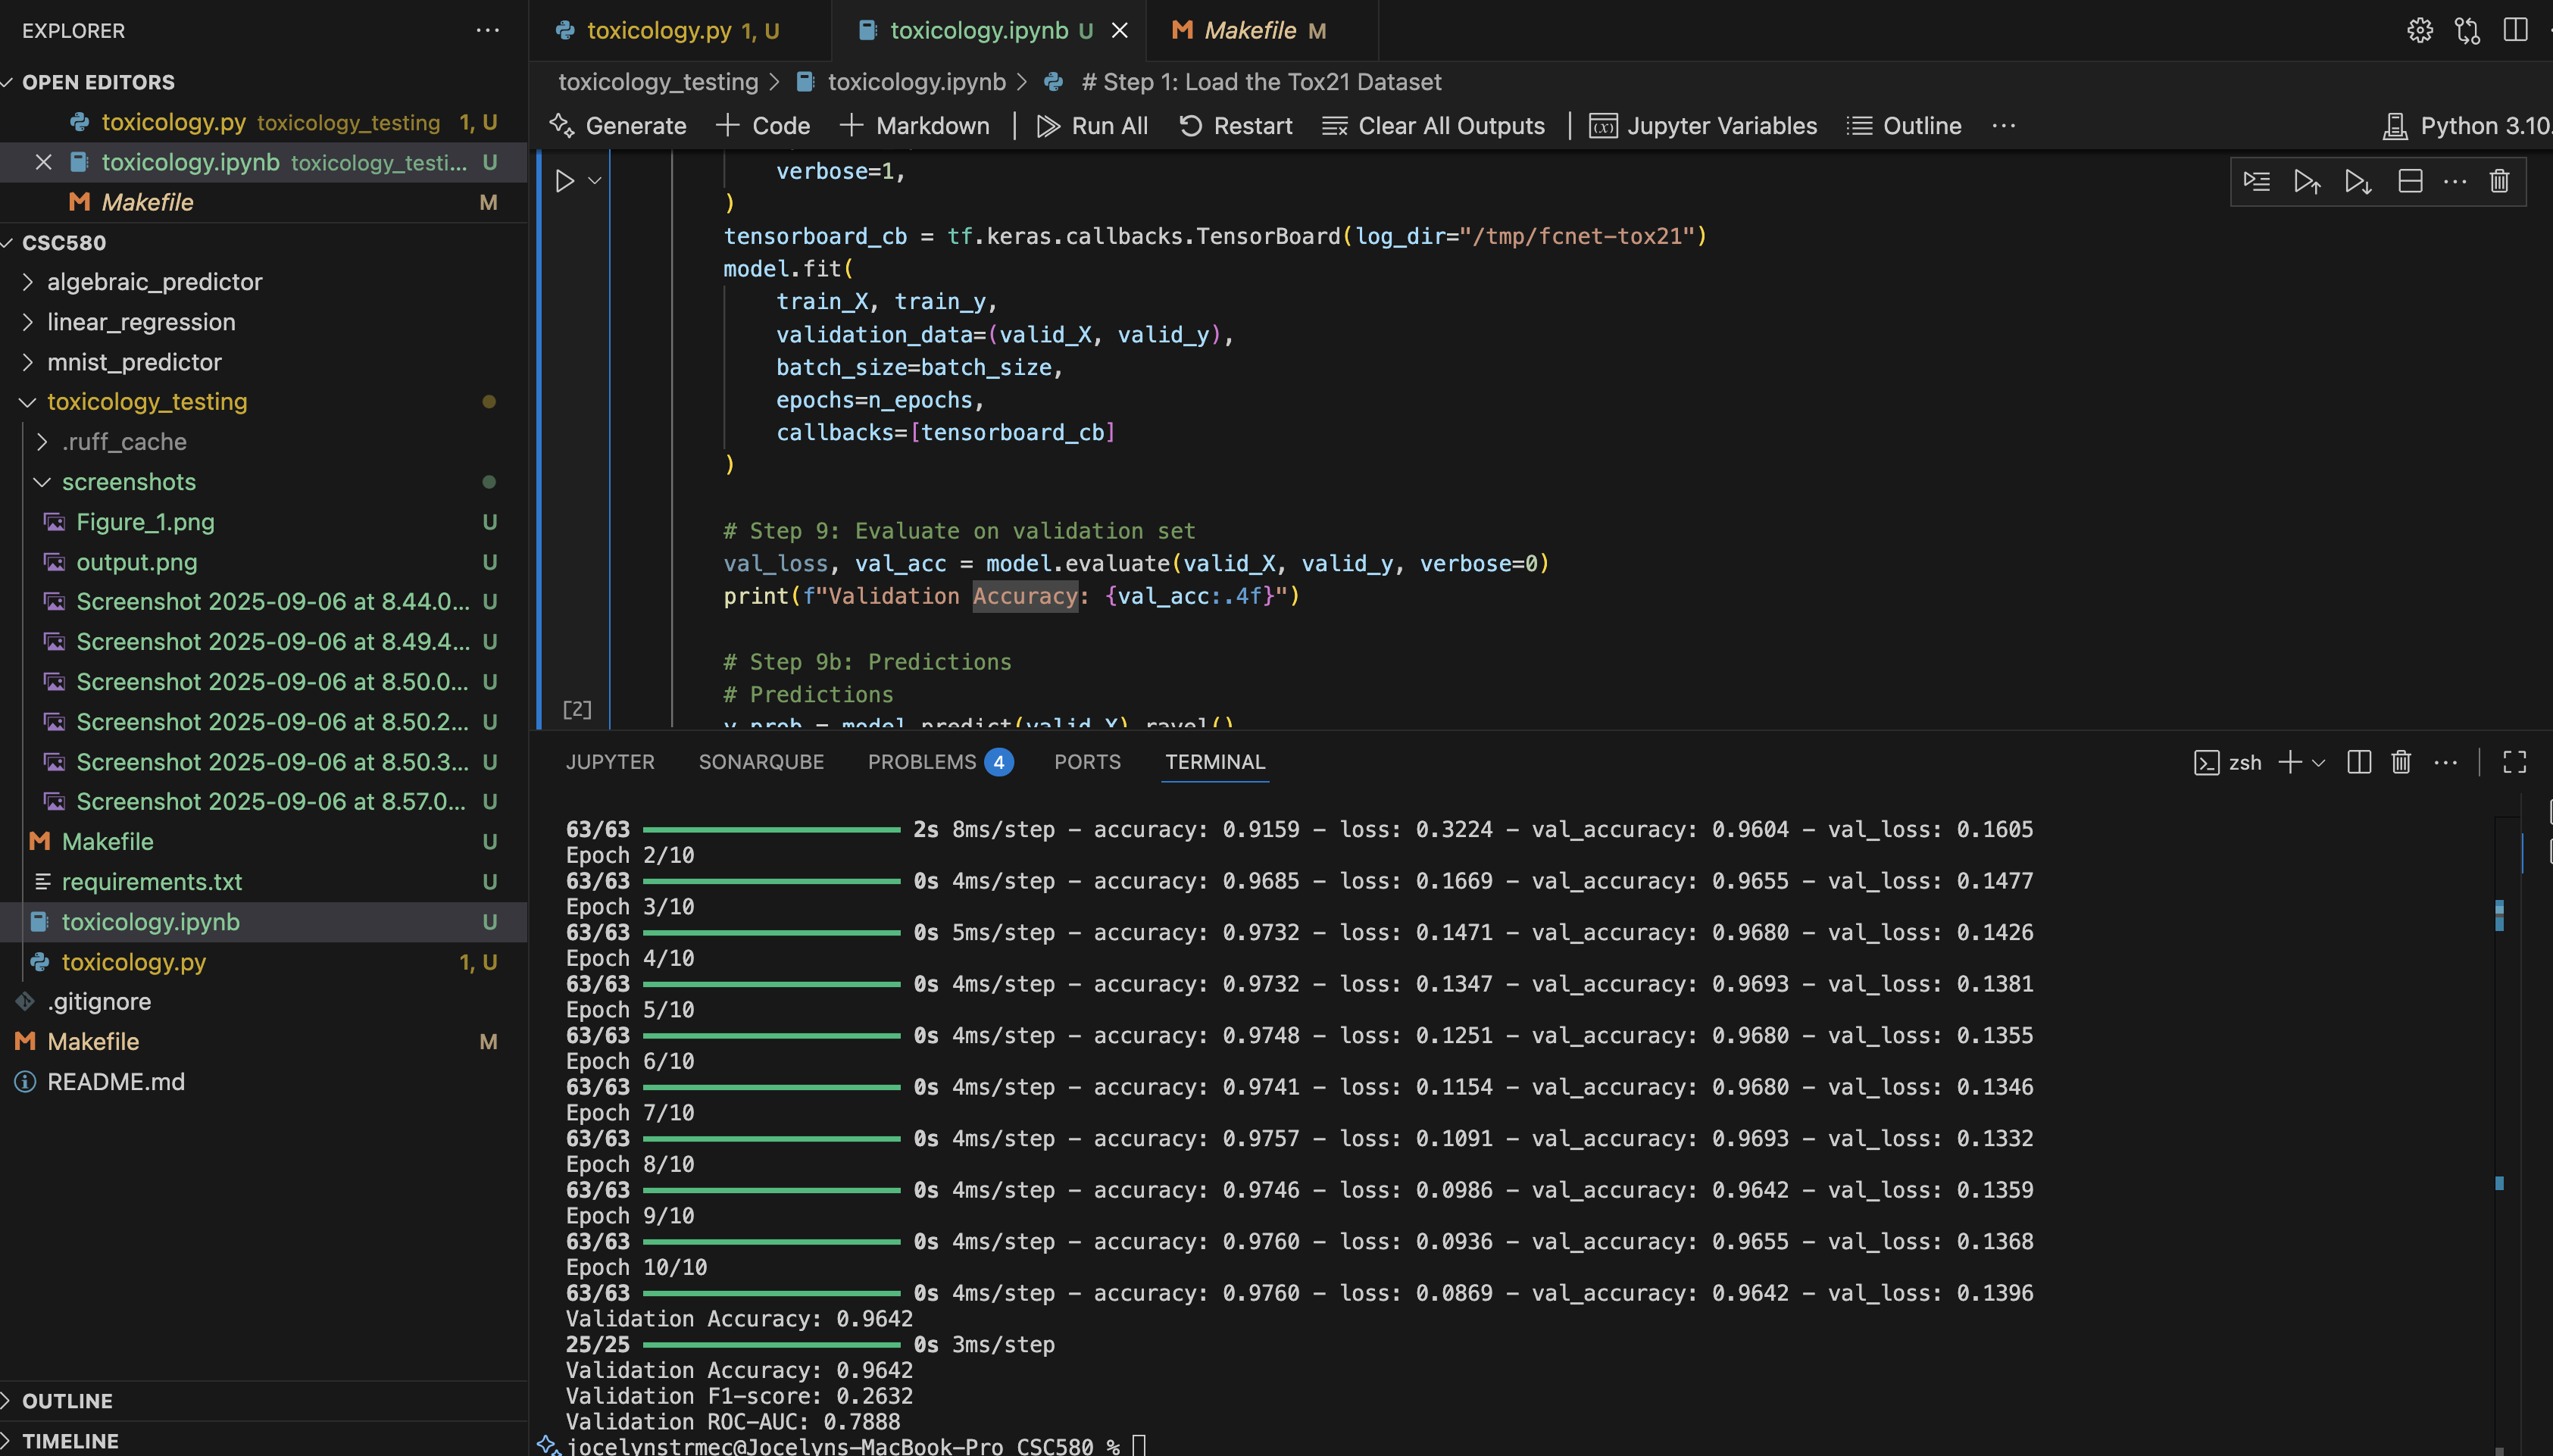 EXPLORER
OPEN EDITORS
toxicology.py toxicology_testing 1, U
toxicology.ipynb toxicology_testi... U
Makefile M
CSC580
algebraic_predictor
linear_regression
mnist_predictor
toxicology_testing
.ruff_cache
screenshots
Figure_1.png U
output.png U
Screenshot 2025-09-06 at 8.44.0... U
Screenshot 2025-09-06 at 8.49.4... U
Screenshot 2025-09-06 at 8.50.0... U
Screenshot 2025-09-06 at 8.50.2... U
Screenshot 2025-09-06 at 8.50.3... U
Screenshot 2025-09-06 at 8.57.0... U
Makefile U
requirements.txt U
toxicology.ipynb U
toxicology.py 1, U
.gitignore
Makefile M
README.md
OUTLINE
TIMELINE
toxicology.py 1, U
toxicology.ipynb U
Makefile M
toxicology_testing > toxicology.ipynb > # Step 1: Load the Tox21 Dataset
Generate + Code + Markdown | Run All Restart Clear All Outputs | Jupyter Variables Outline ... Python 3.10.
verbose=1,
)
tensorboard_cb = tf.keras.callbacks.TensorBoard(log_dir="/tmp/fcnet-tox21")
model.fit(
train_X, train_y,
validation_data=(valid_X, valid_y),
batch_size=batch_size,
epochs=n_epochs,
callbacks=[tensorboard_cb]
)
# Step 9: Evaluate on validation set
val_loss, val_acc = model.evaluate(valid_X, valid_y, verbose=0)
print(f"Validation Accuracy: {val_acc:.4f}")
# Step 9b: Predictions
# Predictions
y_prob = model.predict(valid_X).ravel()
[2]
JUPYTER SONARQUBE PROBLEMS 4 PORTS TERMINAL
zsh
63/63 2s 8ms/step - accuracy: 0.9159 - loss: 0.3224 - val_accuracy: 0.9604 - val_loss: 0.1605
Epoch 2/10
63/63 0s 4ms/step - accuracy: 0.9685 - loss: 0.1669 - val_accuracy: 0.9655 - val_loss: 0.1477
Epoch 3/10
63/63 0s 5ms/step - accuracy: 0.9732 - loss: 0.1471 - val_accuracy: 0.9680 - val_loss: 0.1426
Epoch 4/10
63/63 0s 4ms/step - accuracy: 0.9732 - loss: 0.1347 - val_accuracy: 0.9693 - val_loss: 0.1381
Epoch 5/10
63/63 0s 4ms/step - accuracy: 0.9748 - loss: 0.1251 - val_accuracy: 0.9680 - val_loss: 0.1355
Epoch 6/10
63/63 0s 4ms/step - accuracy: 0.9741 - loss: 0.1154 - val_accuracy: 0.9680 - val_loss: 0.1346
Epoch 7/10
63/63 0s 4ms/step - accuracy: 0.9757 - loss: 0.1091 - val_accuracy: 0.9693 - val_loss: 0.1332
Epoch 8/10
63/63 0s 4ms/step - accuracy: 0.9746 - loss: 0.0986 - val_accuracy: 0.9642 - val_loss: 0.1359
Epoch 9/10
63/63 0s 4ms/step - accuracy: 0.9760 - loss: 0.0936 - val_accuracy: 0.9655 - val_loss: 0.1368
Epoch 10/10
63/63 0s 4ms/step - accuracy: 0.9760 - loss: 0.0869 - val_accuracy: 0.9642 - val_loss: 0.1396
Validation Accuracy: 0.9642
25/25 0s 3ms/step
Validation Accuracy: 0.9642
Validation F1-score: 0.2632
Validation ROC-AUC: 0.7888
jocelynstrmec@Jocelyns-MacBook-Pro CSC580 %